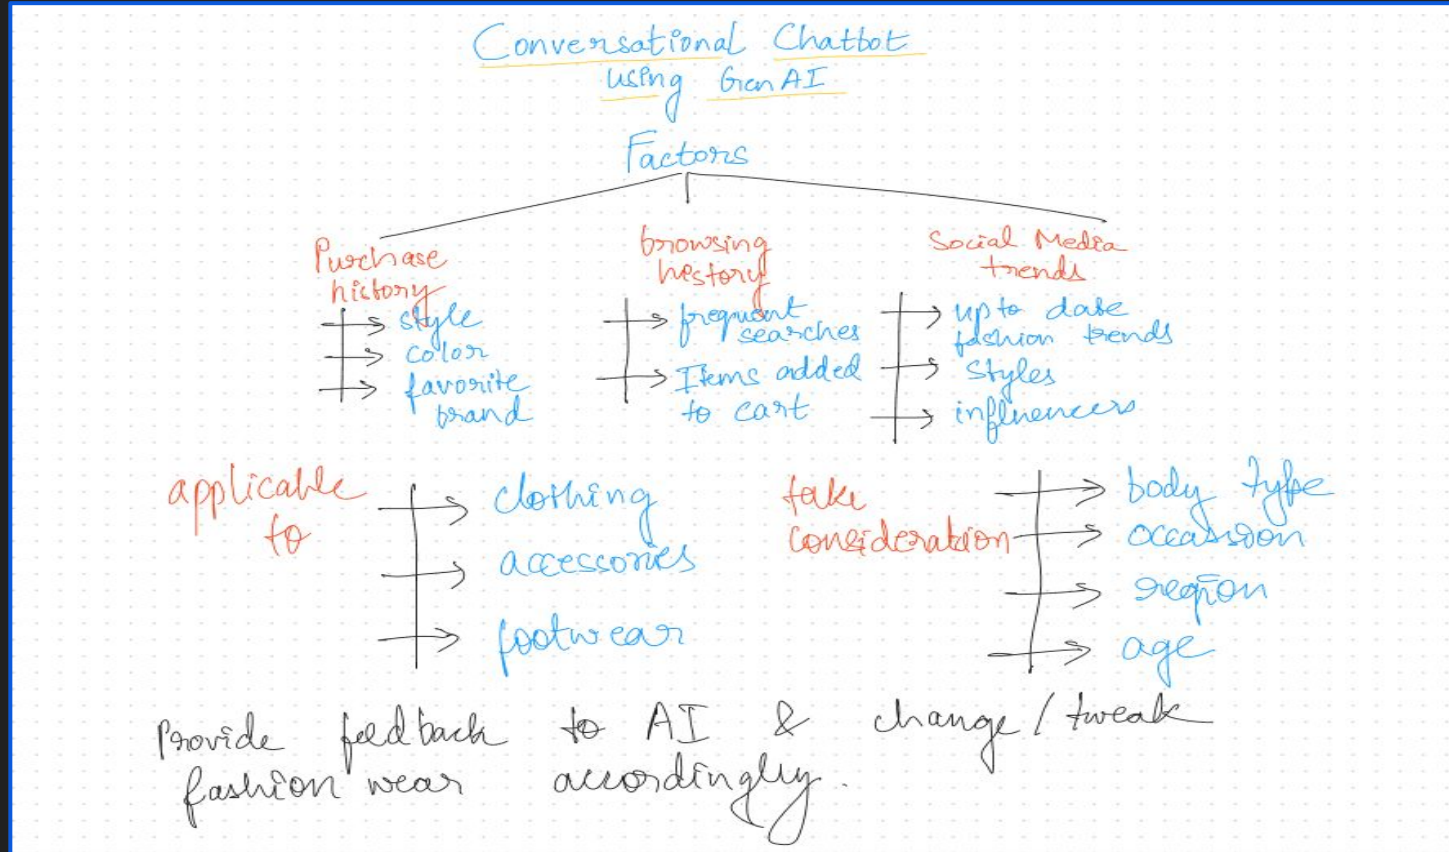 Conversational Chatbot
using GenAI
Factors
Purchase
history
style
color
favorite
brand
browsing
history
frequent
searches
Items added
to cart
Social Media
trends
up to date
fashion trends
styles
influencers
applicable
to
clothing
accessories
footwear
take
consideration
body type
occassion
region
age
Provide feedback to AI & change/tweak
fashion wear accordingly.